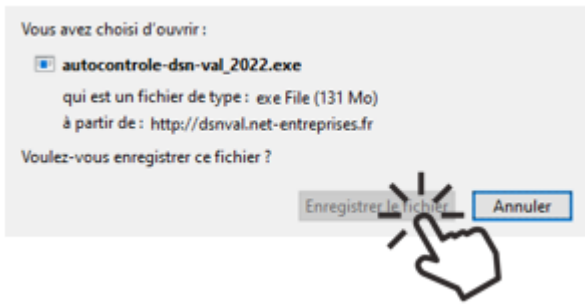 Vous avez choisi d'ouvrir :
autocontrole-dsn-val_2022.exe
qui est un fichier de type : exe File (131 Mo)
à partir de : http://dsnval.net-entreprises.fr
Voulez-vous enregistrer ce fichier ?
Enregistrer le fichier Annuler